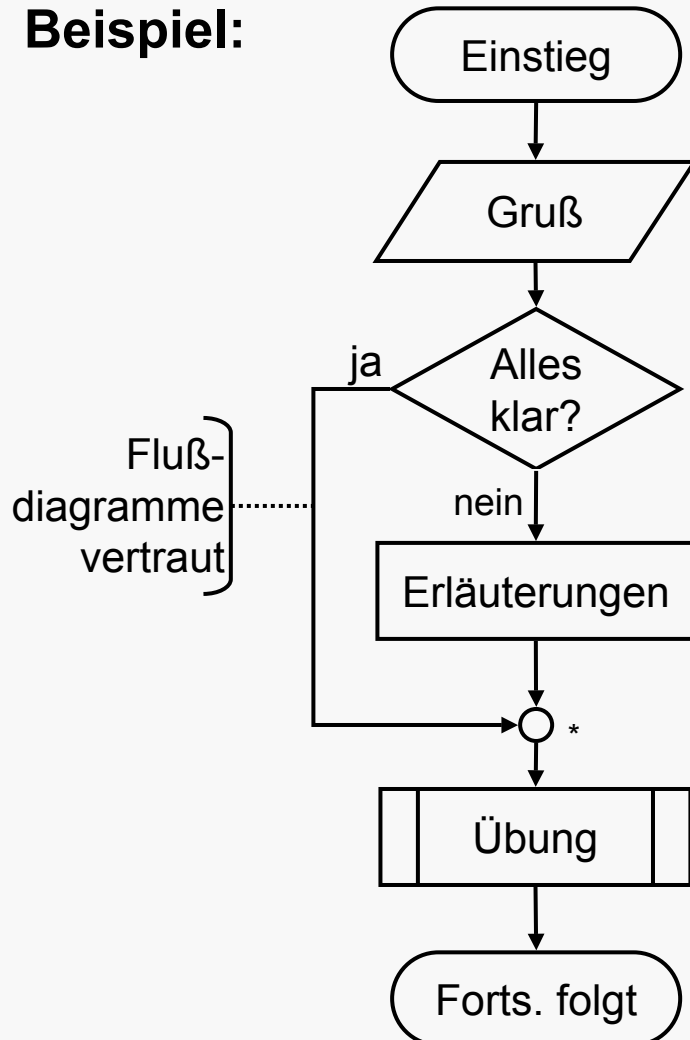 Beispiel:
Einstieg
Gruß
Alles
klar?
ja
Fluß-
diagramme
vertraut
nein
Erläuterungen
*
Übung
Forts. folgt